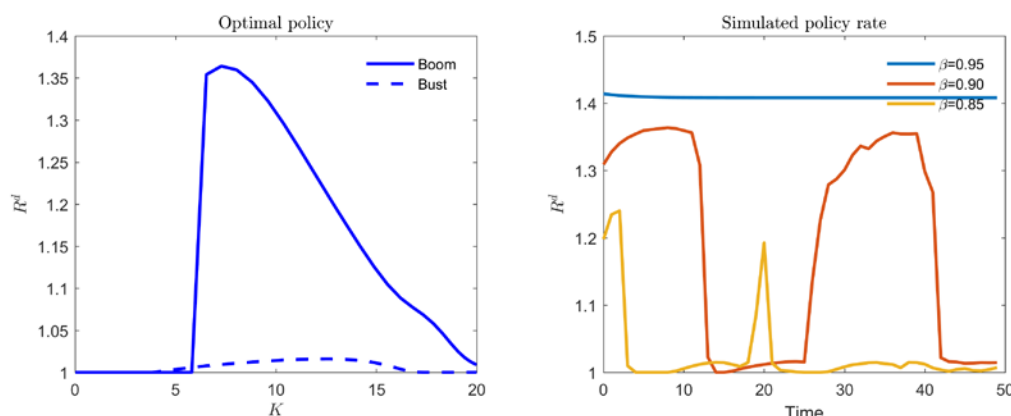 Optimal policy
1.4
1.35
1.3
1.25
1.2
1.15
1.1
1.05
1
R^d
0 5 10 15 20
K
Boom
Bust
Simulated policy rate
1.5
1.4
1.3
1.2
1.1
1
R^d
0 10 20 30 40 50
Time
β=0.95
β=0.90
β=0.85